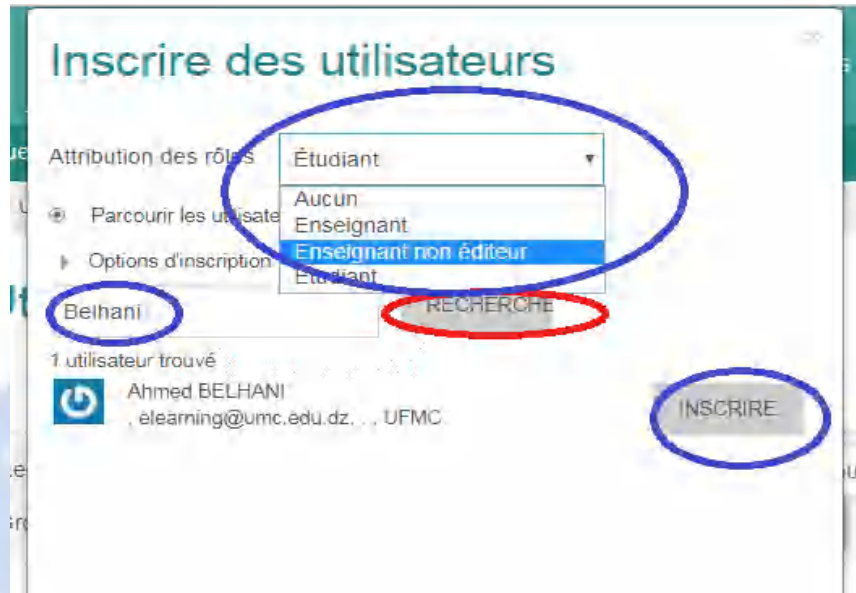 Inscrire des utilisateurs
Attribution des rôles Étudiant
Aucun
Parcourir les utilisate
Enseignant
Enseignant non éditeur
Options d'inscription
Étudiant
Belhani RECHERCHE
1 utilisateur trouvé
Ahmed BELHANI
, elearning@umc.edu.dz, , , UFMC
INSCRIRE